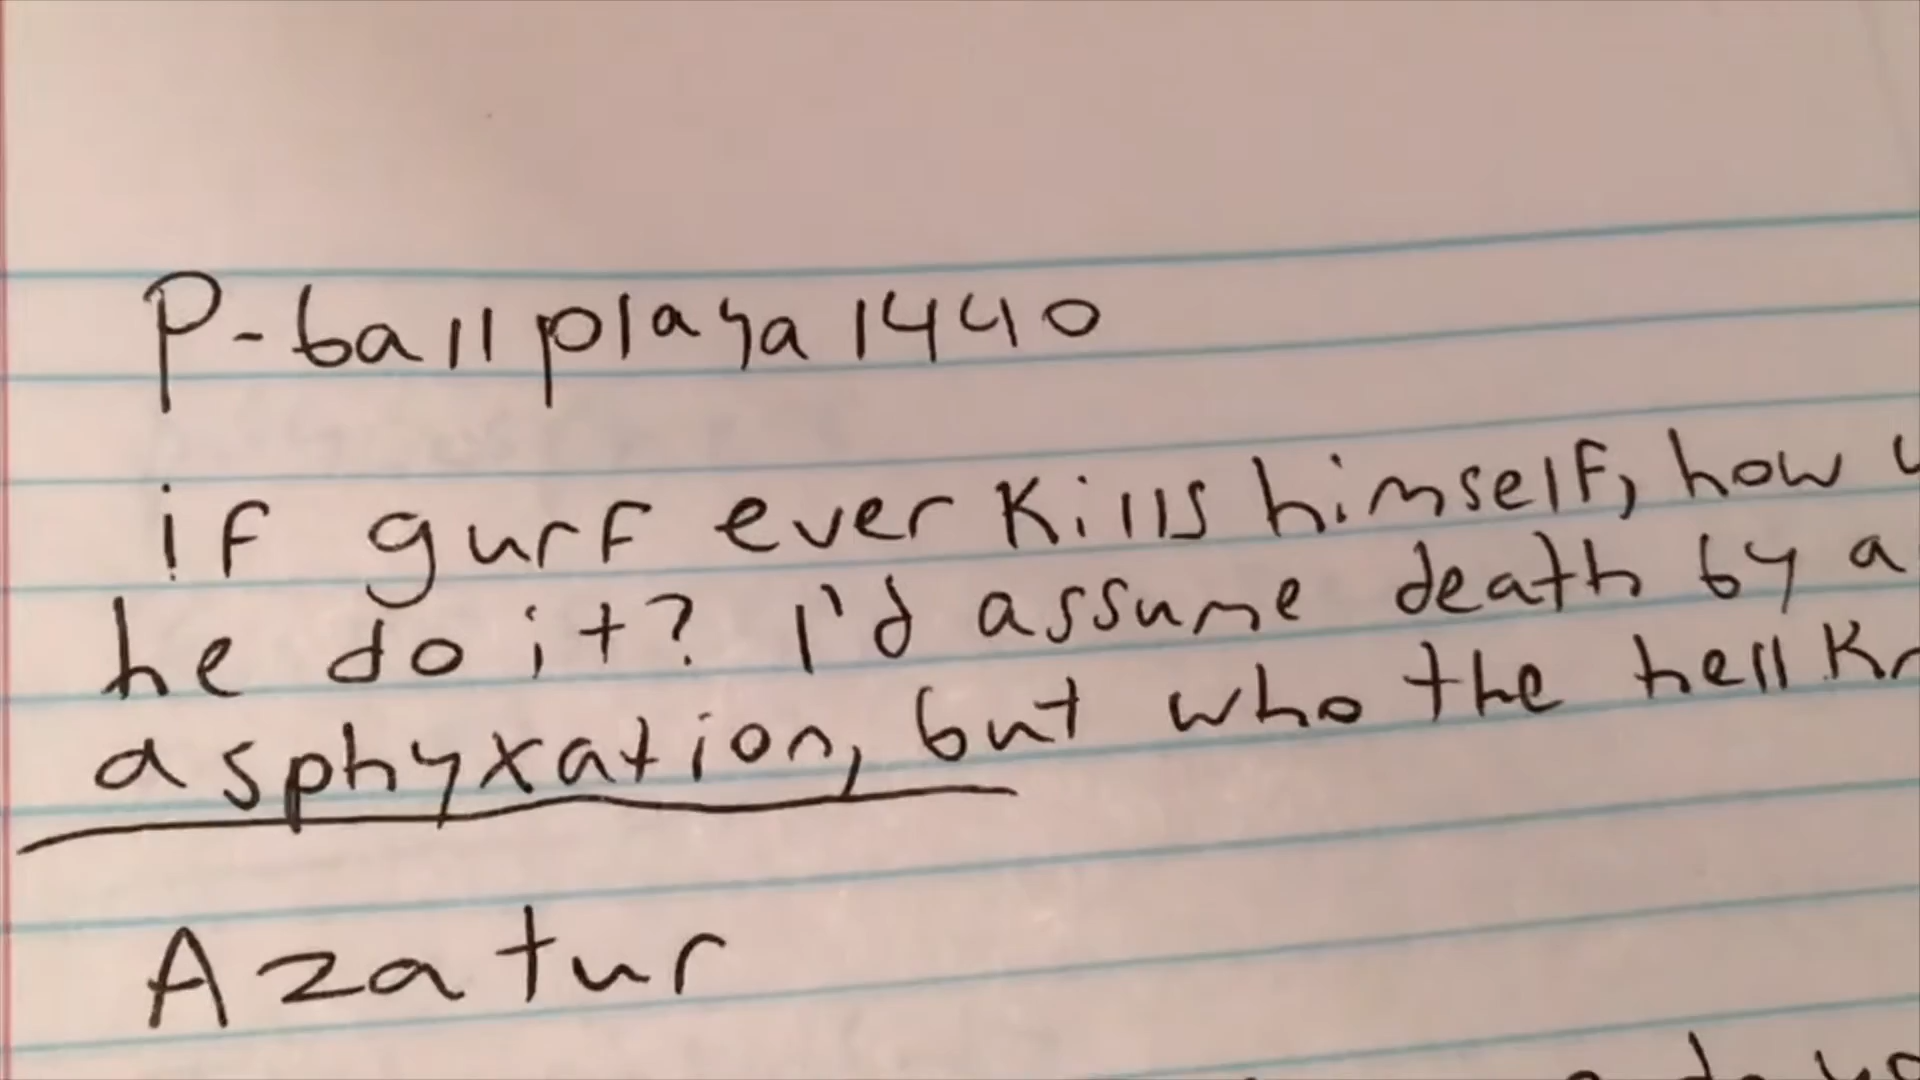 P-ballplaya1440
if gurf ever kills himself, how
he do it? I'd assume death by
asphyxation, but who the hell
Azatur